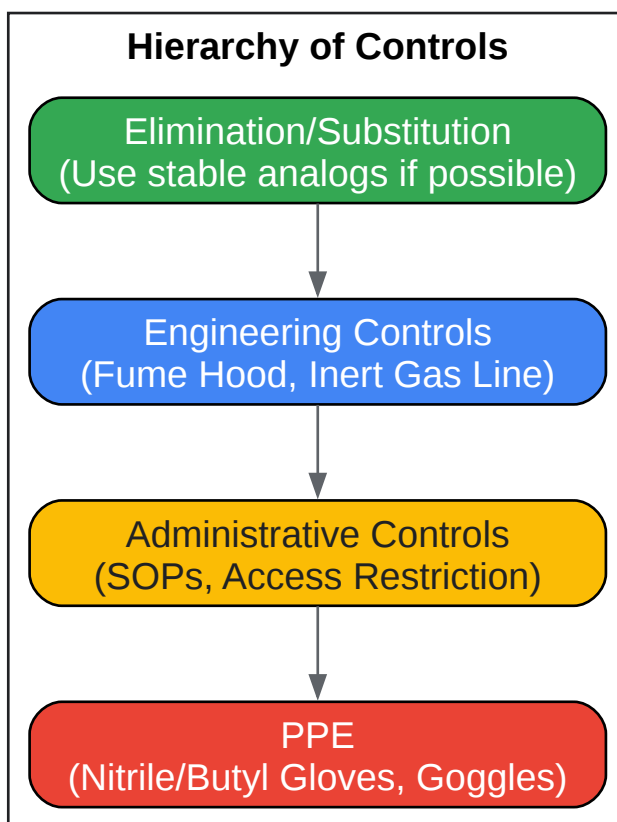 Hierarchy of Controls
Elimination/Substitution
(Use stable analogs if possible)
Engineering Controls
(Fume Hood, Inert Gas Line)
Administrative Controls
(SOPs, Access Restriction)
PPE
(Nitrile/Butyl Gloves, Goggles)